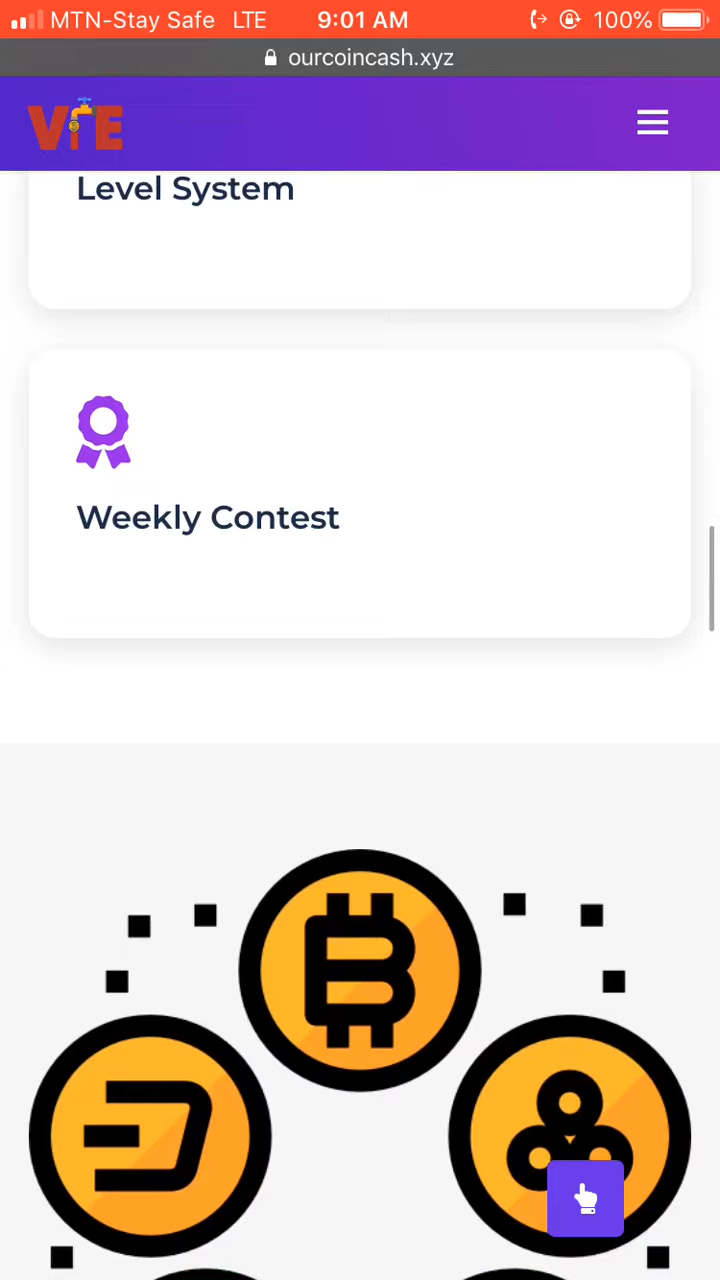 MTN-Stay Safe LTE 9:01 AM 100%
ourcoincash.xyz
VIE
Level System
Weekly Contest